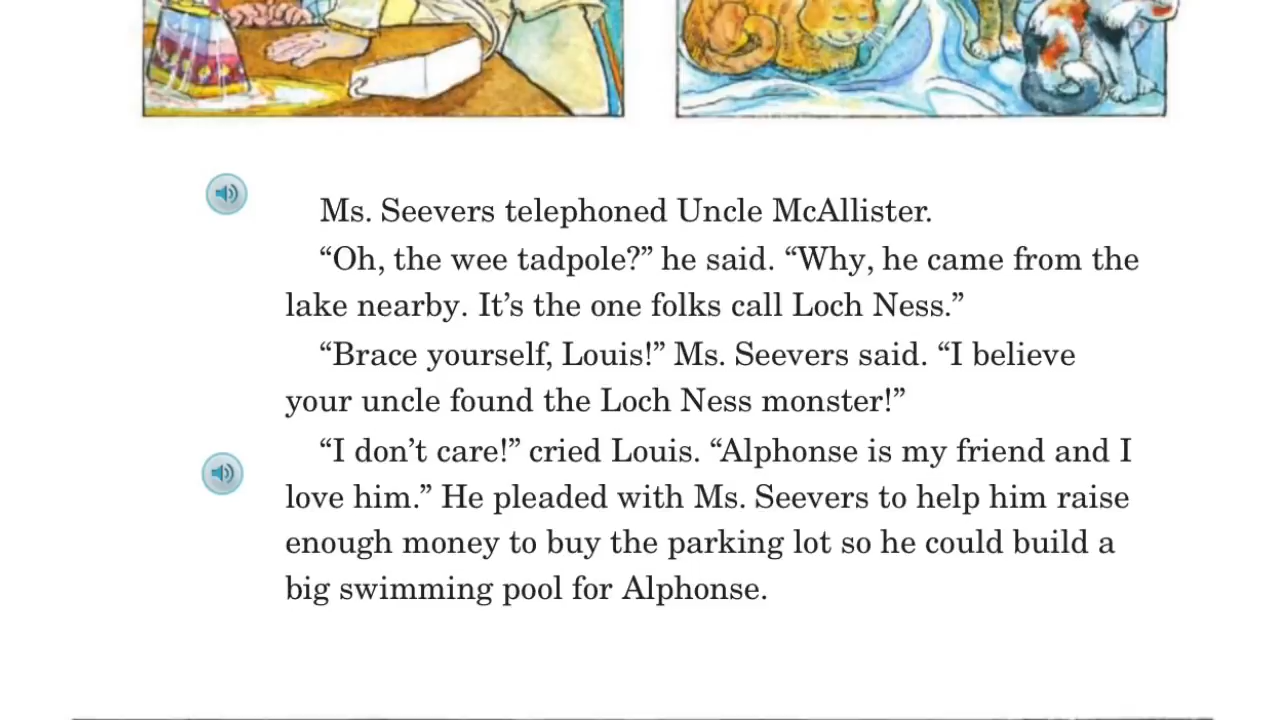 Ms. Seevers telephoned Uncle McAllister.
“Oh, the wee tadpole?” he said. “Why, he came from the
lake nearby. It’s the one folks call Loch Ness.”
“Brace yourself, Louis!” Ms. Seevers said. “I believe
your uncle found the Loch Ness monster!”
“I don’t care!” cried Louis. “Alphonse is my friend and I
love him.” He pleaded with Ms. Seevers to help him raise
enough money to buy the parking lot so he could build a
big swimming pool for Alphonse.